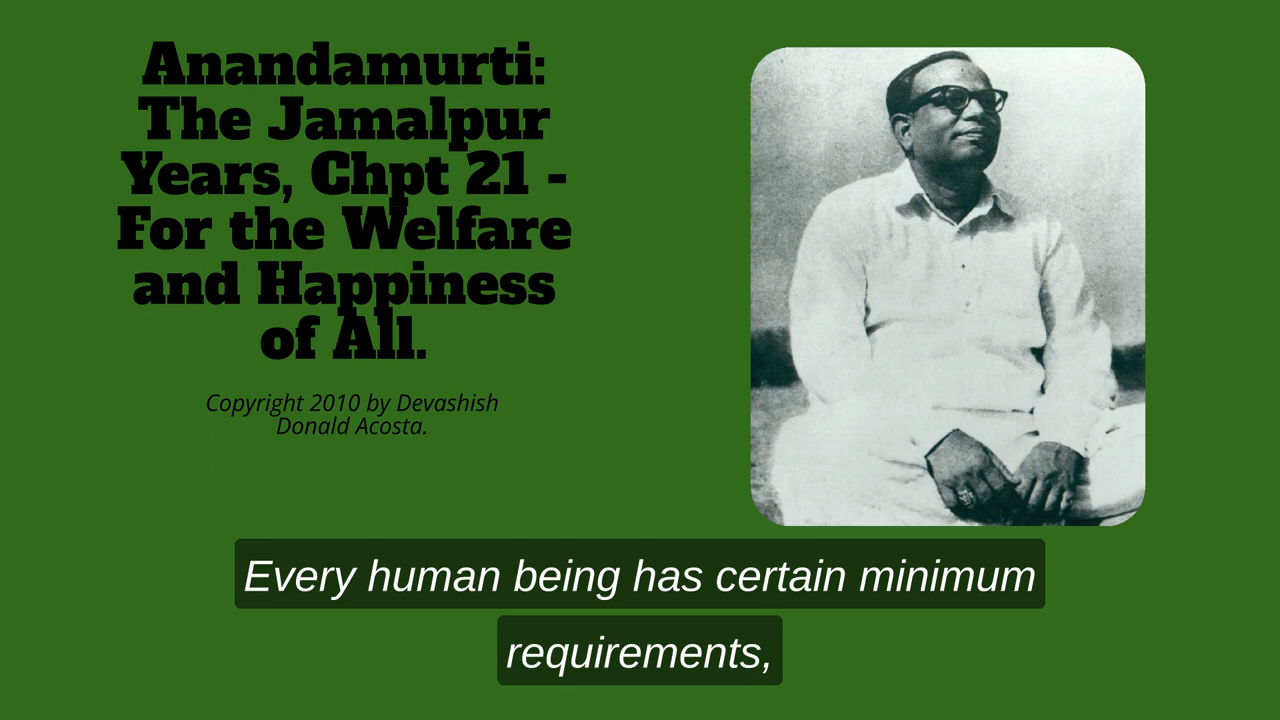 Anandamurti:
The Jamalpur
Years, Chpt 21 -
For the Welfare
and Happiness
of All.
Copyright 2010 by Devashish
Donald Acosta.
Every human being has certain minimum
requirements,